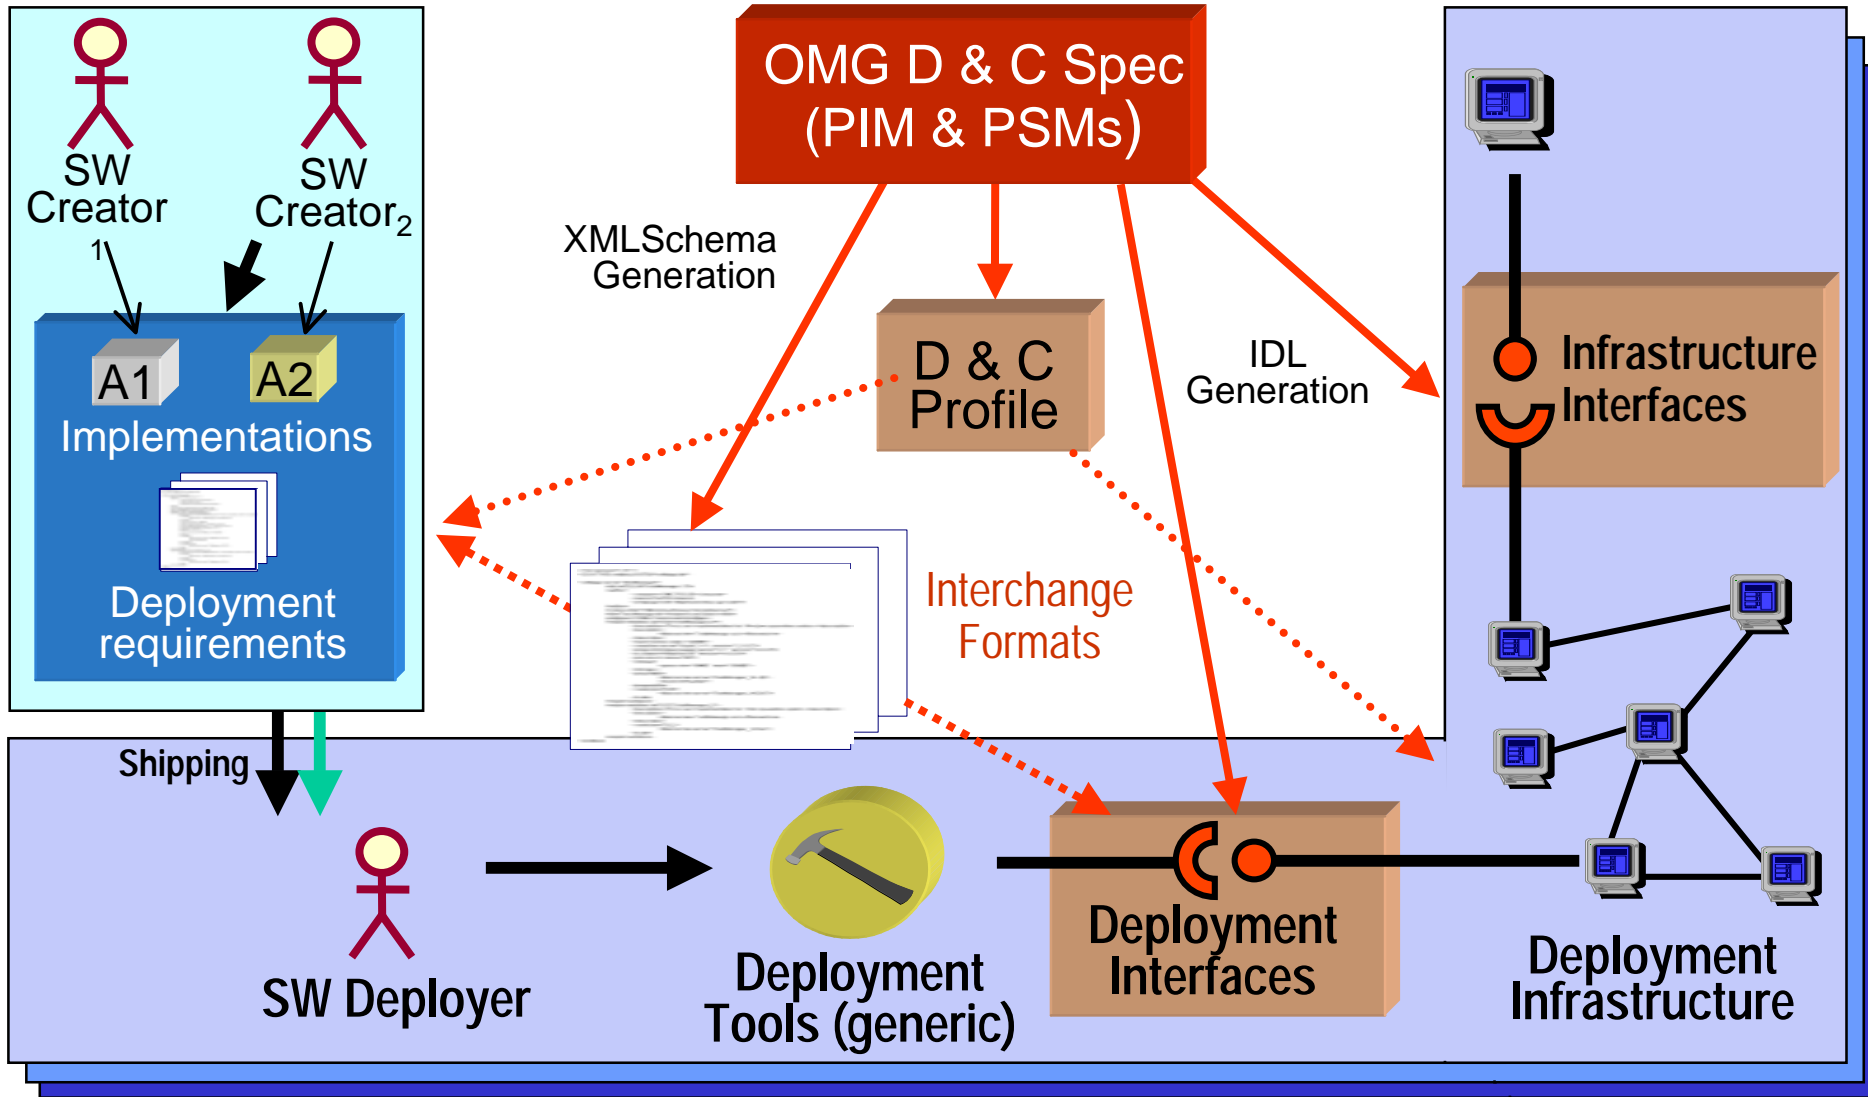 SW
Creator
1
SW
Creator2
A1
A2
Implementations
Deployment
requirements
OMG D & C Spec
(PIM & PSMs)
XMLSchema
Generation
D & C
Profile
IDL
Generation
Interchange
Formats
Infrastructure
Interfaces
Shipping
SW Deployer
Deployment
Tools (generic)
Deployment
Interfaces
Deployment
Infrastructure